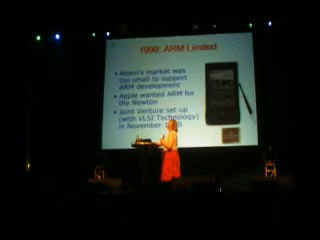 1990: ARM Limited
• Acorn's market was
too small to support
ARM development
• Apple wanted ARM for
the Newton
• Joint Venture set up
(with VLSI Technology)
in November 1990